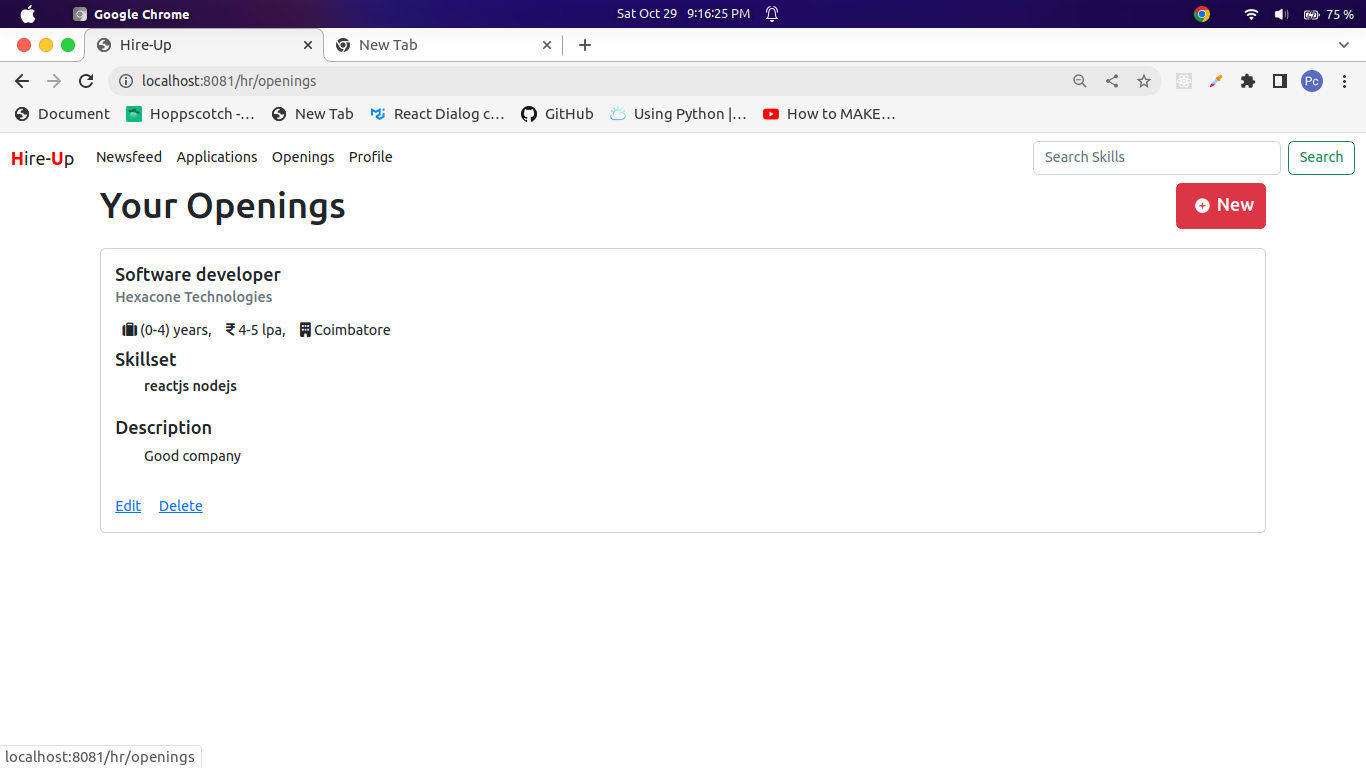 Google Chrome Sat Oct 29 9:16:25 PM 75 %
Hire-Up New Tab
localhost:8081/hr/openings Pc
Document Hoppscotch -... New Tab React Dialog c... GitHub Using Python |... How to MAKE...
Hire-Up Newsfeed Applications Openings Profile Search Skills Search
Your Openings New
Software developer
Hexacone Technologies
(0-4) years, ₹ 4-5 lpa, Coimbatore
Skillset
reactjs nodejs
Description
Good company
Edit Delete
localhost:8081/hr/openings